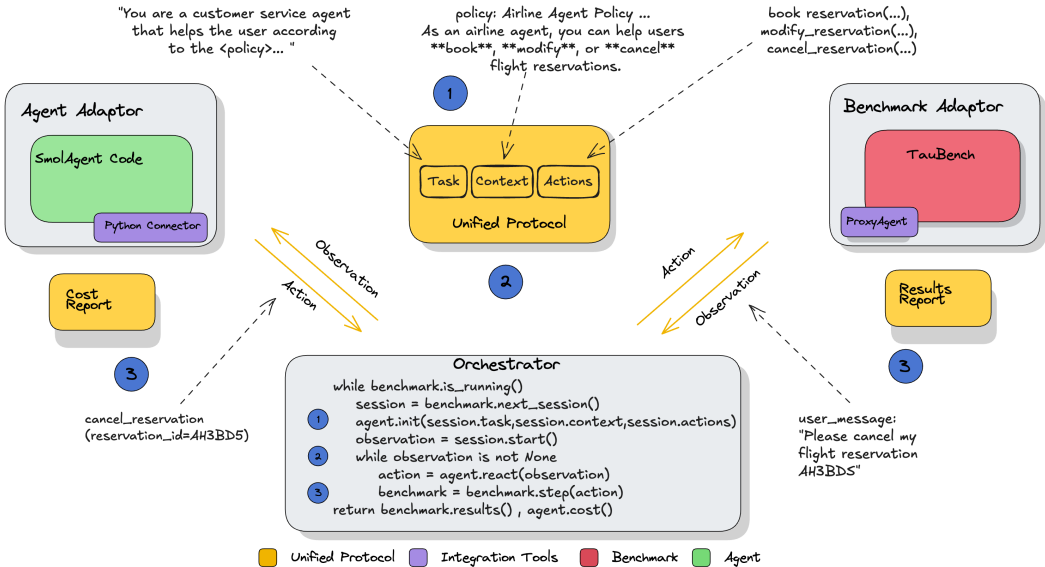 "You are a customer service agent
that helps the user according
to the <policy>... "
policy: Airline Agent Policy ...
As an airline agent, you can help users
**book**, **modify**, or **cancel**
flight reservations.
book reservation(...),
modify_reservation(...),
cancel_reservation(...)
1
Agent Adaptor
SmolAgent Code
Python Connector
Task
Context
Actions
Unified Protocol
Benchmark Adaptor
TauBench
ProxyAgent
2
Observation
Action
Action
Observation
Cost
Report
3
Results
Report
3
cancel_reservation
(reservation_id=AH3BD5)
user_message:
"Please cancel my
flight reservation
AH3BD5"
Orchestrator
while benchmark.is_running()
session = benchmark.next_session()
1 agent.init(session.task,session.context,session.actions)
observation = session.start()
2 while observation is not None
action = agent.react(observation)
3 benchmark = benchmark.step(action)
return benchmark.results() , agent.cost()
Unified Protocol
Integration Tools
Benchmark
Agent